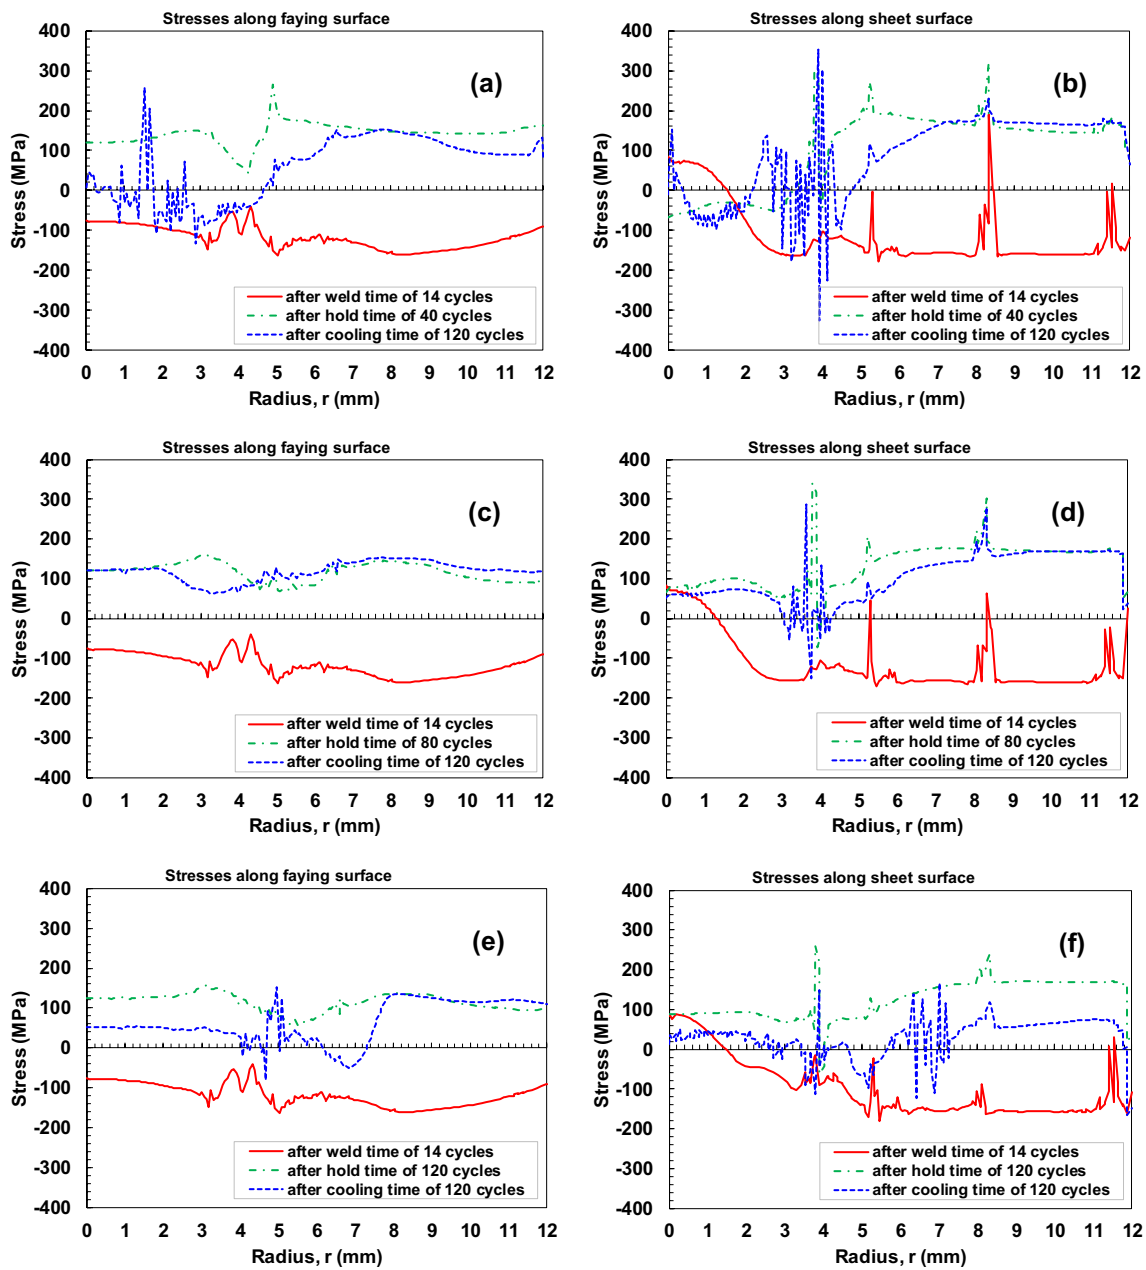 Stresses along faying surface
400
300
200
100
0
-100
-200
-300
-400
Stress (MPa)
(a)
after weld time of 14 cycles
after hold time of 40 cycles
after cooling time of 120 cycles
0 1 2 3 4 5 6 7 8 9 10 11 12
Radius, r (mm)
Stresses along sheet surface
400
300
200
100
0
-100
-200
-300
-400
Stress (MPa)
(b)
after weld time of 14 cycles
after hold time of 40 cycles
after cooling time of 120 cycles
0 1 2 3 4 5 6 7 8 9 10 11 12
Radius, r (mm)
Stresses along faying surface
400
300
200
100
0
-100
-200
-300
-400
Stress (MPa)
(c)
after weld time of 14 cycles
after hold time of 80 cycles
after cooling time of 120 cycles
0 1 2 3 4 5 6 7 8 9 10 11 12
Radius, r (mm)
Stresses along sheet surface
400
300
200
100
0
-100
-200
-300
-400
Stress (MPa)
(d)
after weld time of 14 cycles
after hold time of 80 cycles
after cooling time of 120 cycles
0 1 2 3 4 5 6 7 8 9 10 11 12
Radius, r (mm)
Stresses along faying surface
400
300
200
100
0
-100
-200
-300
-400
Stress (MPa)
(e)
after weld time of 14 cycles
after hold time of 120 cycles
after cooling time of 120 cycles
0 1 2 3 4 5 6 7 8 9 10 11 12
Radius, r (mm)
Stresses along sheet surface
400
300
200
100
0
-100
-200
-300
-400
Stress (MPa)
(f)
after weld time of 14 cycles
after hold time of 120 cycles
after cooling time of 120 cycles
0 1 2 3 4 5 6 7 8 9 10 11 12
Radius, r (mm)